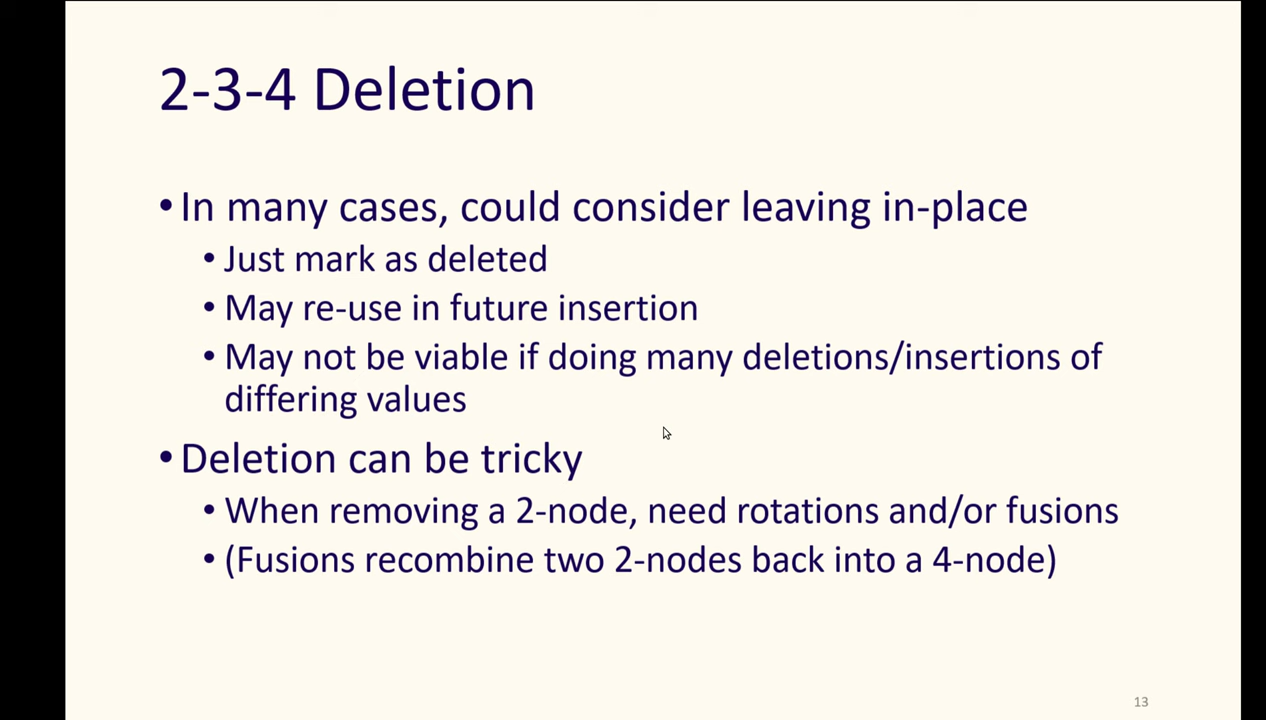 2-3-4 Deletion
• In many cases, could consider leaving in-place
• Just mark as deleted
• May re-use in future insertion
• May not be viable if doing many deletions/insertions of
differing values
• Deletion can be tricky
• When removing a 2-node, need rotations and/or fusions
• (Fusions recombine two 2-nodes back into a 4-node)
13